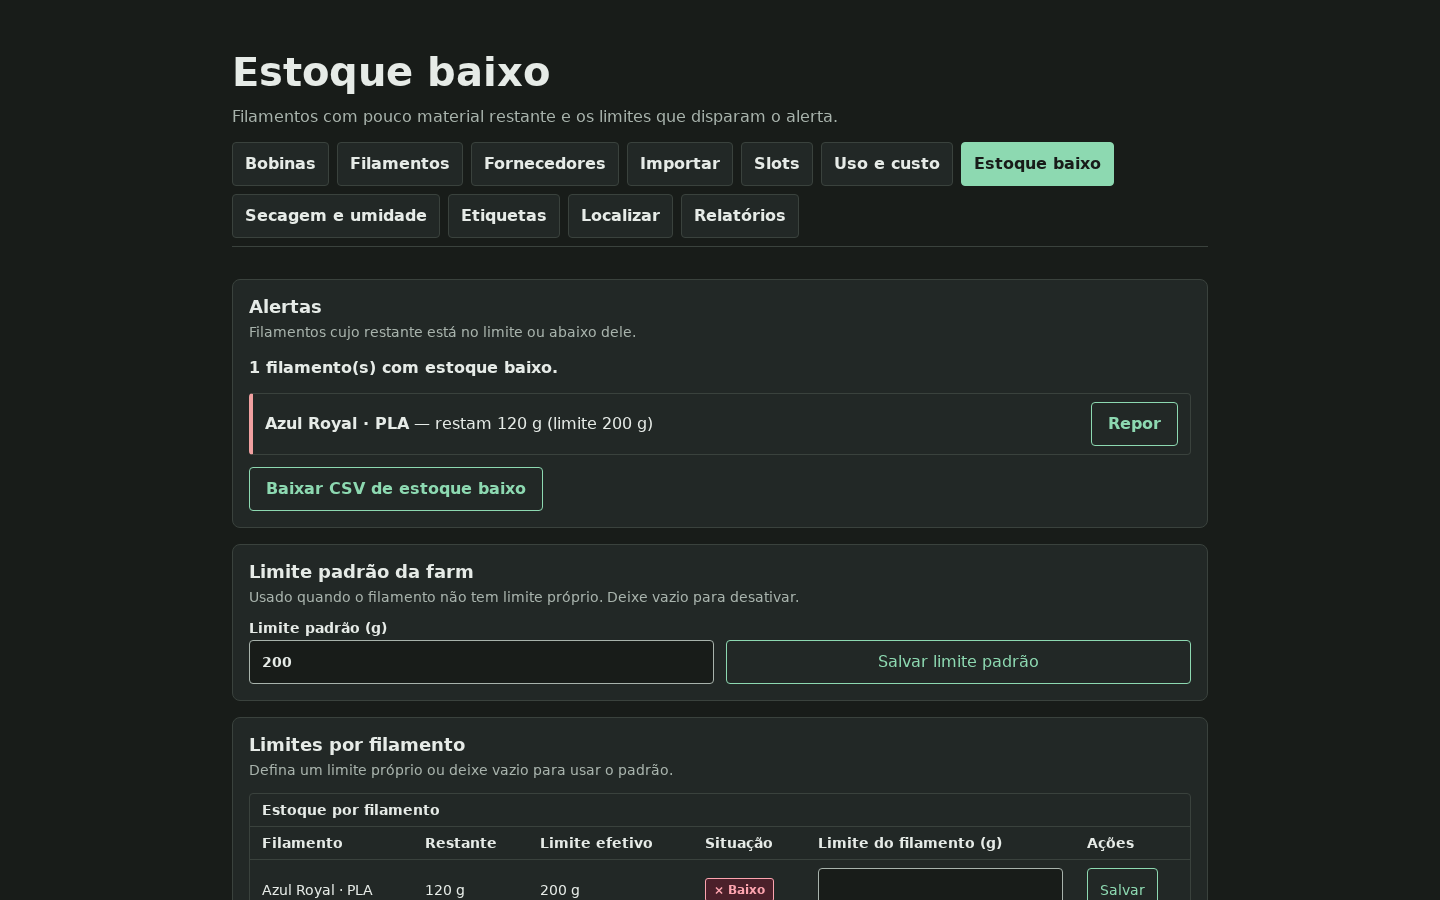 Estoque baixo
Filamentos com pouco material restante e os limites que disparam o alerta.
Bobinas Filamentos Fornecedores Importar Slots Uso e custo Estoque baixo
Secagem e umidade Etiquetas Localizar Relatórios
Alertas
Filamentos cujo restante está no limite ou abaixo dele.
1 filamento(s) com estoque baixo.
Azul Royal · PLA — restam 120 g (limite 200 g) Repor
Baixar CSV de estoque baixo
Limite padrão da farm
Usado quando o filamento não tem limite próprio. Deixe vazio para desativar.
Limite padrão (g)
200 Salvar limite padrão
Limites por filamento
Defina um limite próprio ou deixe vazio para usar o padrão.
Estoque por filamento
Filamento Restante Limite efetivo Situação Limite do filamento (g) Ações
Azul Royal · PLA 120 g 200 g × Baixo Salvar